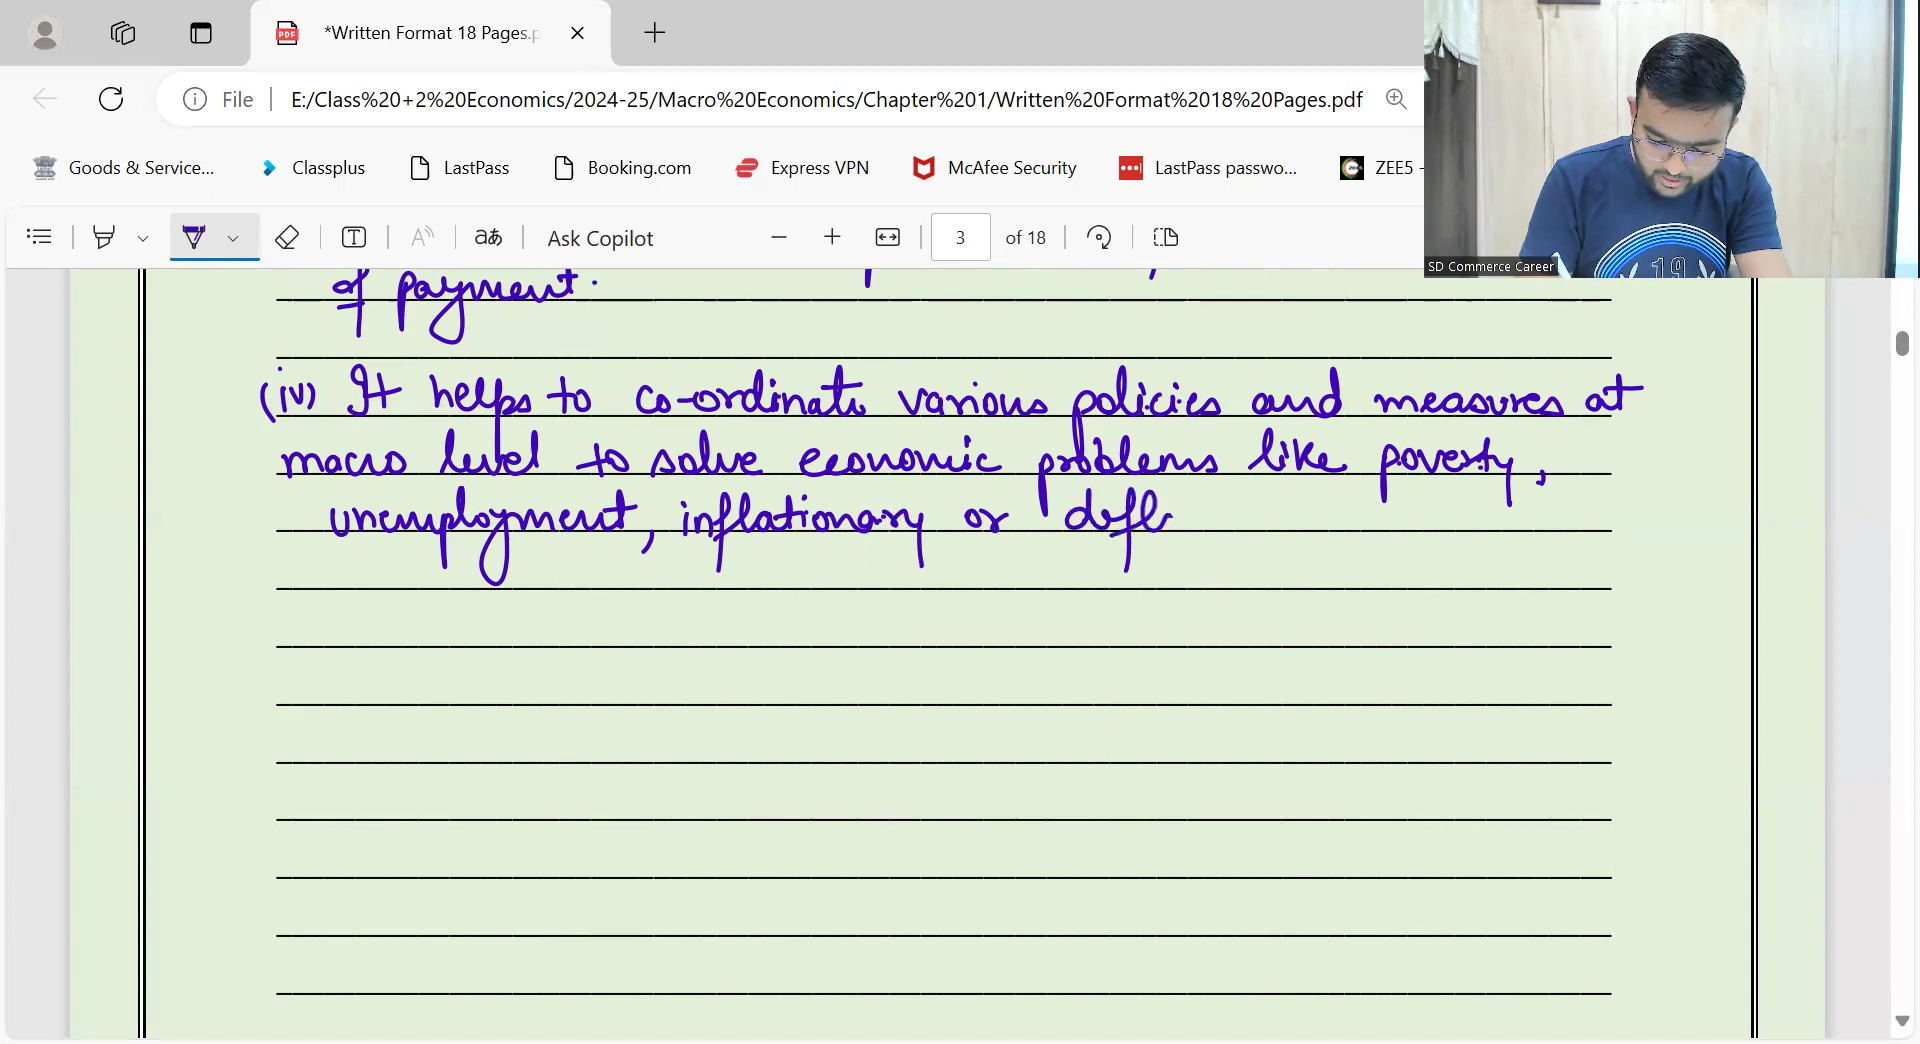 *Written Format 18 Pages.p
File
E:/Class%20+2%20Economics/2024-25/Macro%20Economics/Chapter%201/Written%20Format%2018%20Pages.pdf
Goods & Service... Classplus LastPass Booking.com Express VPN McAfee Security LastPass passwo... ZEE5 -
aあ Ask Copilot 3 of 18
SD Commerce Career
19
of payment.
(iv) It helps to co-ordinate various policies and measures at
macro level to solve economic problems like poverty,
unemployment, inflationary or defl